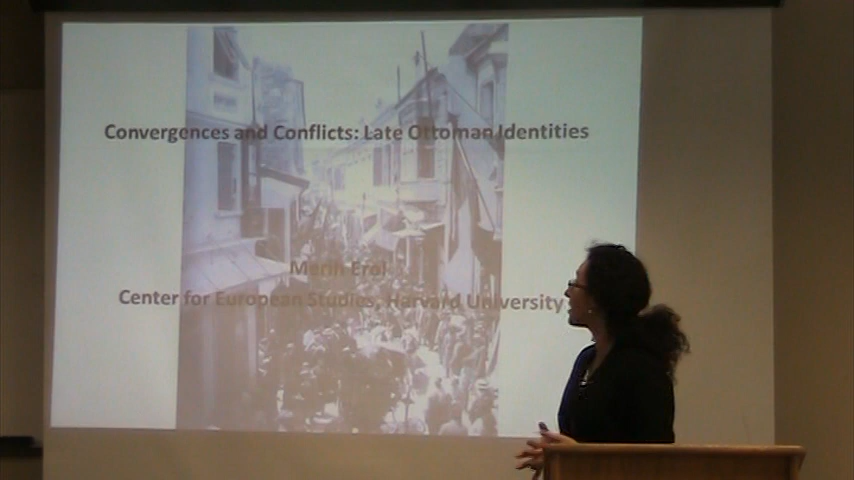 Convergences and Conflicts: Late Ottoman Identities
Merih Erol
Center for European Studies, Harvard University